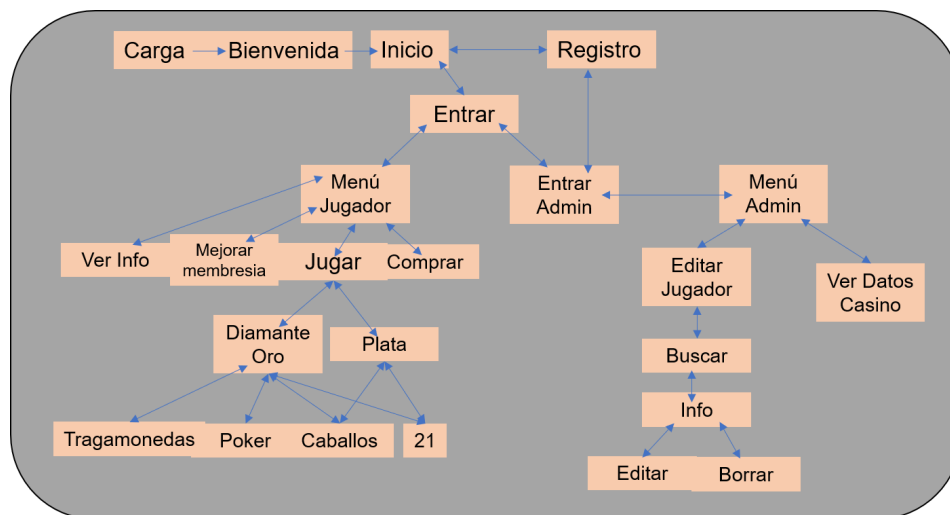 Carga
Bienvenida
Inicio
Registro
Entrar
Menú
Jugador
Entrar
Admin
Menú
Admin
Ver Info
Mejorar
membresia
Jugar
Comprar
Editar
Jugador
Ver Datos
Casino
Diamante
Oro
Plata
Buscar
Info
Tragamonedas
Poker
Caballos
21
Editar
Borrar